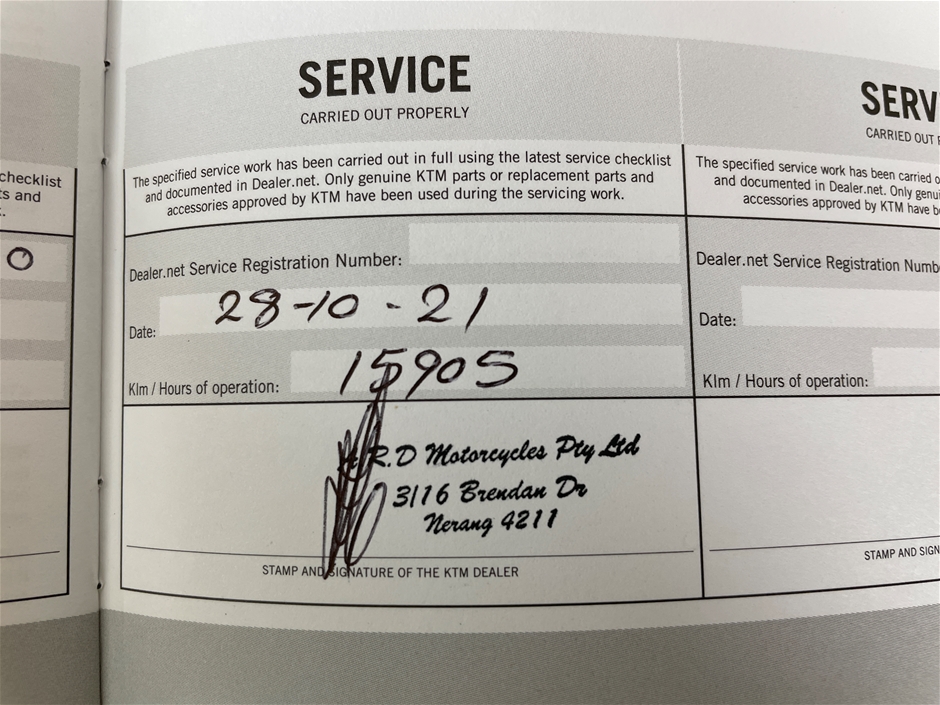 checklist
ts and
O
SERVICE
CARRIED OUT PROPERLY
The specified service work has been carried out in full using the latest service checklist
and documented in Dealer.net. Only genuine KTM parts or replacement parts and
accessories approved by KTM have been used during the servicing work.
Dealer.net Service Registration Number:
Date: 28-10-21
Klm / Hours of operation: 15905
R.D Motorcycles Pty Ltd
3/16 Brendan Dr
Nerang 4211
STAMP AND SIGNATURE OF THE KTM DEALER
SERV
CARRIED OUT
The specified service work has been carried o
and documented in Dealer.net. Only genui
accessories approved by KTM have b
Dealer.net Service Registration Numb
Date:
Klm / Hours of operation:
STAMP AND SIGN